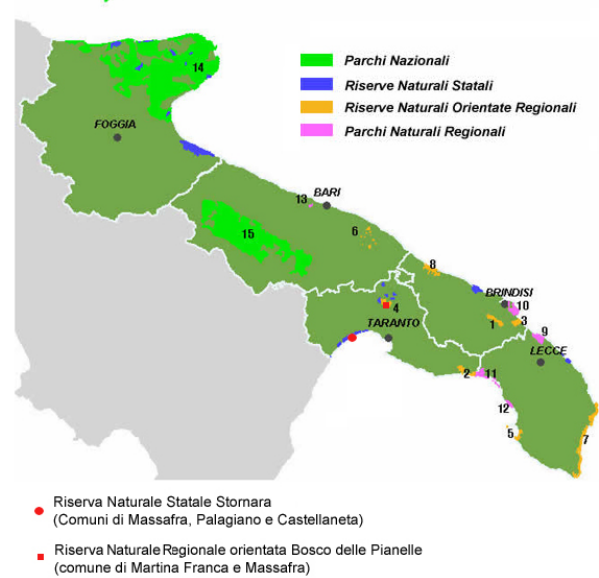 Parchi Nazionali
Riserve Naturali Statali
Riserve Naturali Orientate Regionali
Parchi Naturali Regionali
14
FOGGIA
BARI
13
6
15
8
BRINDISI
10
4
1
3
TARANTO
9
LECCE
2
11
12
5
7
Riserva Naturale Statale Stornara
(Comuni di Massafra, Palagiano e Castellaneta)
Riserva Naturale Regionale orientata Bosco delle Pianelle
(comune di Martina Franca e Massafra)